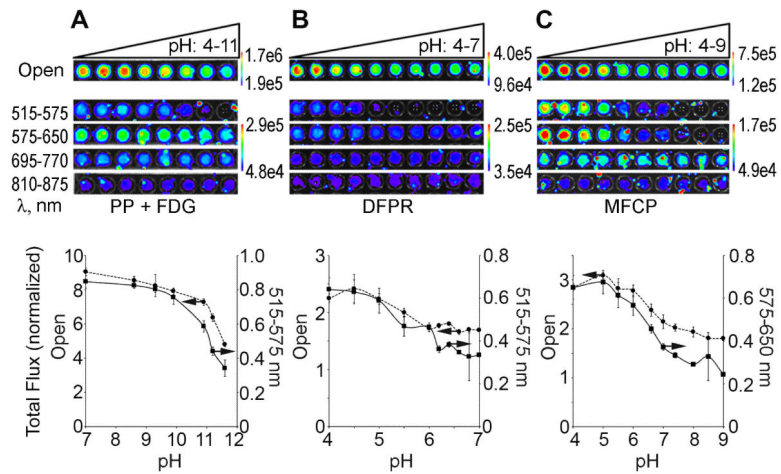 A B C
pH: 4-11 pH: 4-7 pH: 4-9
Open 1.7e6 1.9e5 4.0e5 9.6e4 7.5e5 1.2e5
515-575
575-650 2.9e5 2.5e5 1.7e5
695-770
810-875 4.8e4 3.5e4 4.9e4
λ, nm PP + FDG DFPR MFCP
Total Flux (normalized)
Open
10 8 6 4 2 0
1.0 0.8 0.6 0.4 0.2 0
515-575 nm
7 8 9 10 11 12
pH
Open
3 2 1 0
0.8 0.6 0.4 0.2 0
515-575 nm
4 5 6 7
pH
Open
3 2 1 0
0.8 0.6 0.4 0.2 0
575-650 nm
4 5 6 7 8 9
pH